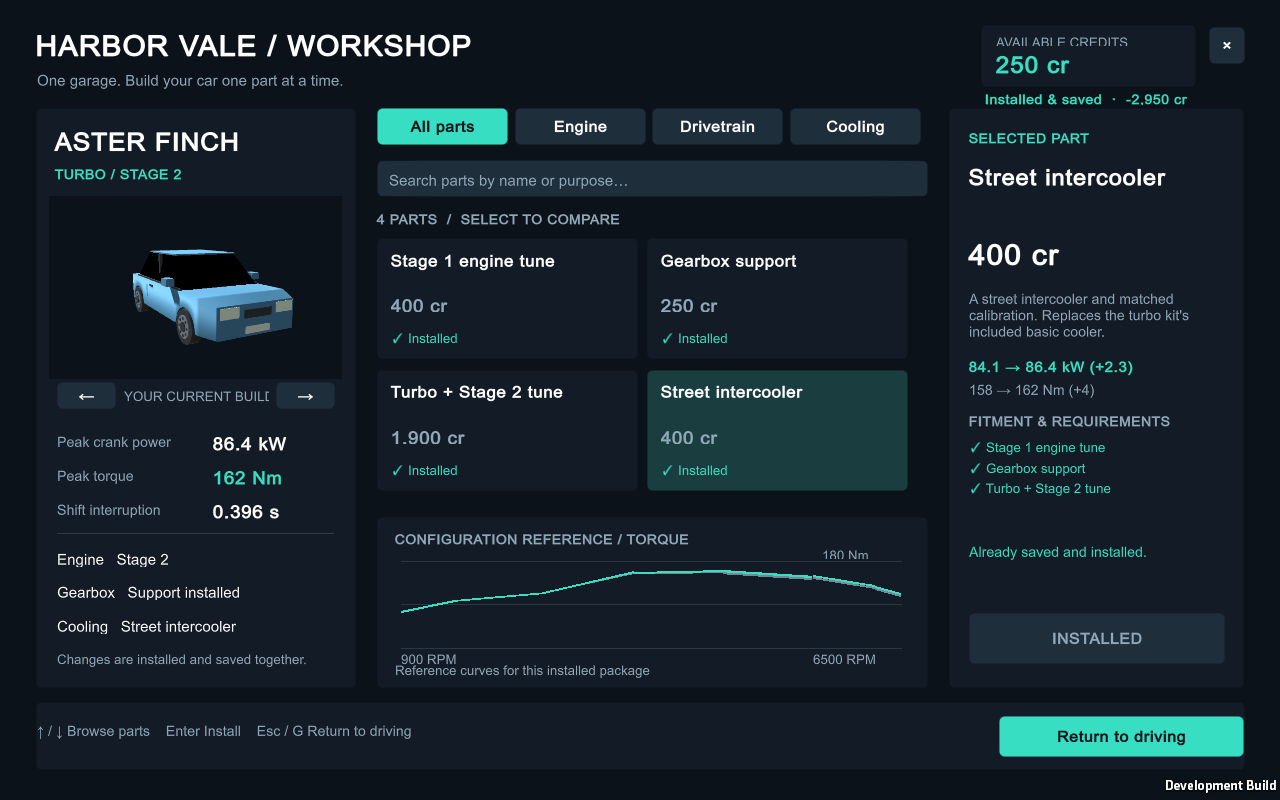 HARBOR VALE / WORKSHOP
One garage. Build your car one part at a time.
AVAILABLE CREDITS
250 cr
×
Installed & saved · -2.950 cr
ASTER FINCH
TURBO / STAGE 2
← YOUR CURRENT BUILD →
Peak crank power 86.4 kW
Peak torque 162 Nm
Shift interruption 0.396 s
Engine Stage 2
Gearbox Support installed
Cooling Street intercooler
Changes are installed and saved together.
All parts Engine Drivetrain Cooling
Search parts by name or purpose…
4 PARTS / SELECT TO COMPARE
Stage 1 engine tune
400 cr
✓ Installed
Gearbox support
250 cr
✓ Installed
Turbo + Stage 2 tune
1.900 cr
✓ Installed
Street intercooler
400 cr
✓ Installed
CONFIGURATION REFERENCE / TORQUE
180 Nm
900 RPM 6500 RPM
Reference curves for this installed package
SELECTED PART
Street intercooler
400 cr
A street intercooler and matched
calibration. Replaces the turbo kit's
included basic cooler.
84.1 → 86.4 kW (+2.3)
158 → 162 Nm (+4)
FITMENT & REQUIREMENTS
✓ Stage 1 engine tune
✓ Gearbox support
✓ Turbo + Stage 2 tune
Already saved and installed.
INSTALLED
↑ / ↓ Browse parts Enter Install Esc / G Return to driving
Return to driving
Development Build